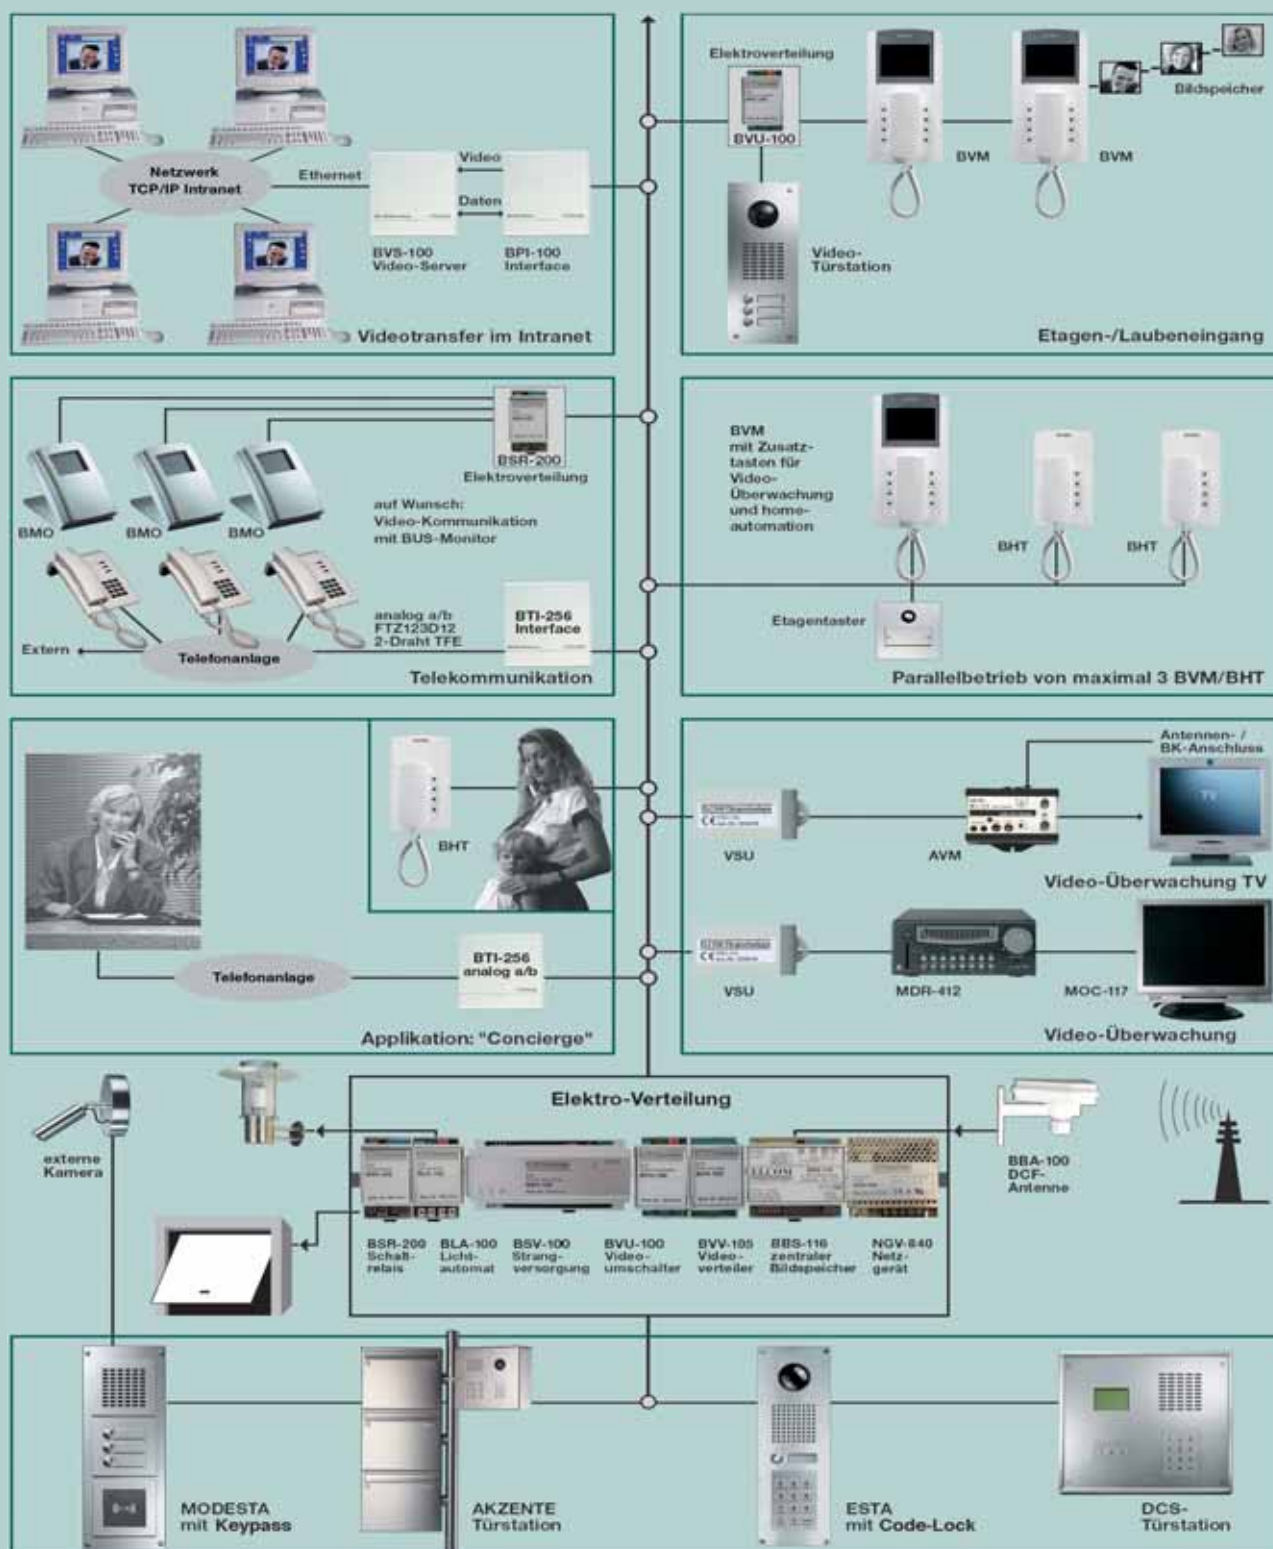 Netzwerk
TCP/IP Intranet
Ethernet
Video
Daten
BVS-100
Video-Server
BPI-100
Interface
Videotransfer im Intranet
Elektroverteilung
BVU-100
BVM
BVM
Bildspeicher
Video-
Türstation
Etagen-/Laubeneingang
BSR-200
Elektroverteilung
BMO
BMO
BMO
auf Wunsch:
Video-Kommunikation
mit BUS-Monitor
analog a/b
FTZ123D12
2-Draht TFE
BTI-256
Interface
Extern
Telefonanlage
Telekommunikation
BVM
mit Zusatz-
tasten für
Video-
Überwachung
und home-
automation
BHT
BHT
Etagentaster
Parallelbetrieb von maximal 3 BVM/BHT
BHT
BTI-256
analog a/b
Telefonanlage
Applikation: "Concierge"
Antennen- /
BK-Anschluss
TV
VSU
AVM
Video-Überwachung TV
VSU
MDR-412
MOC-117
Video-Überwachung
externe
Kamera
Elektro-Verteilung
ELCOM
BSR-200
Schalt-
relais
BLA-100
Licht-
automat
BSV-100
Strang-
versorgung
BVU-100
Video-
umschalter
BVV-105
Video-
verteiler
BBS-116
zentraler
Bildspeicher
NGV-840
Netz-
gerät
BBA-100
DCF-
Antenne
MODESTA
mit Keypass
AKZENTE
Türstation
ESTA
mit Code-Lock
DCS-
Türstation